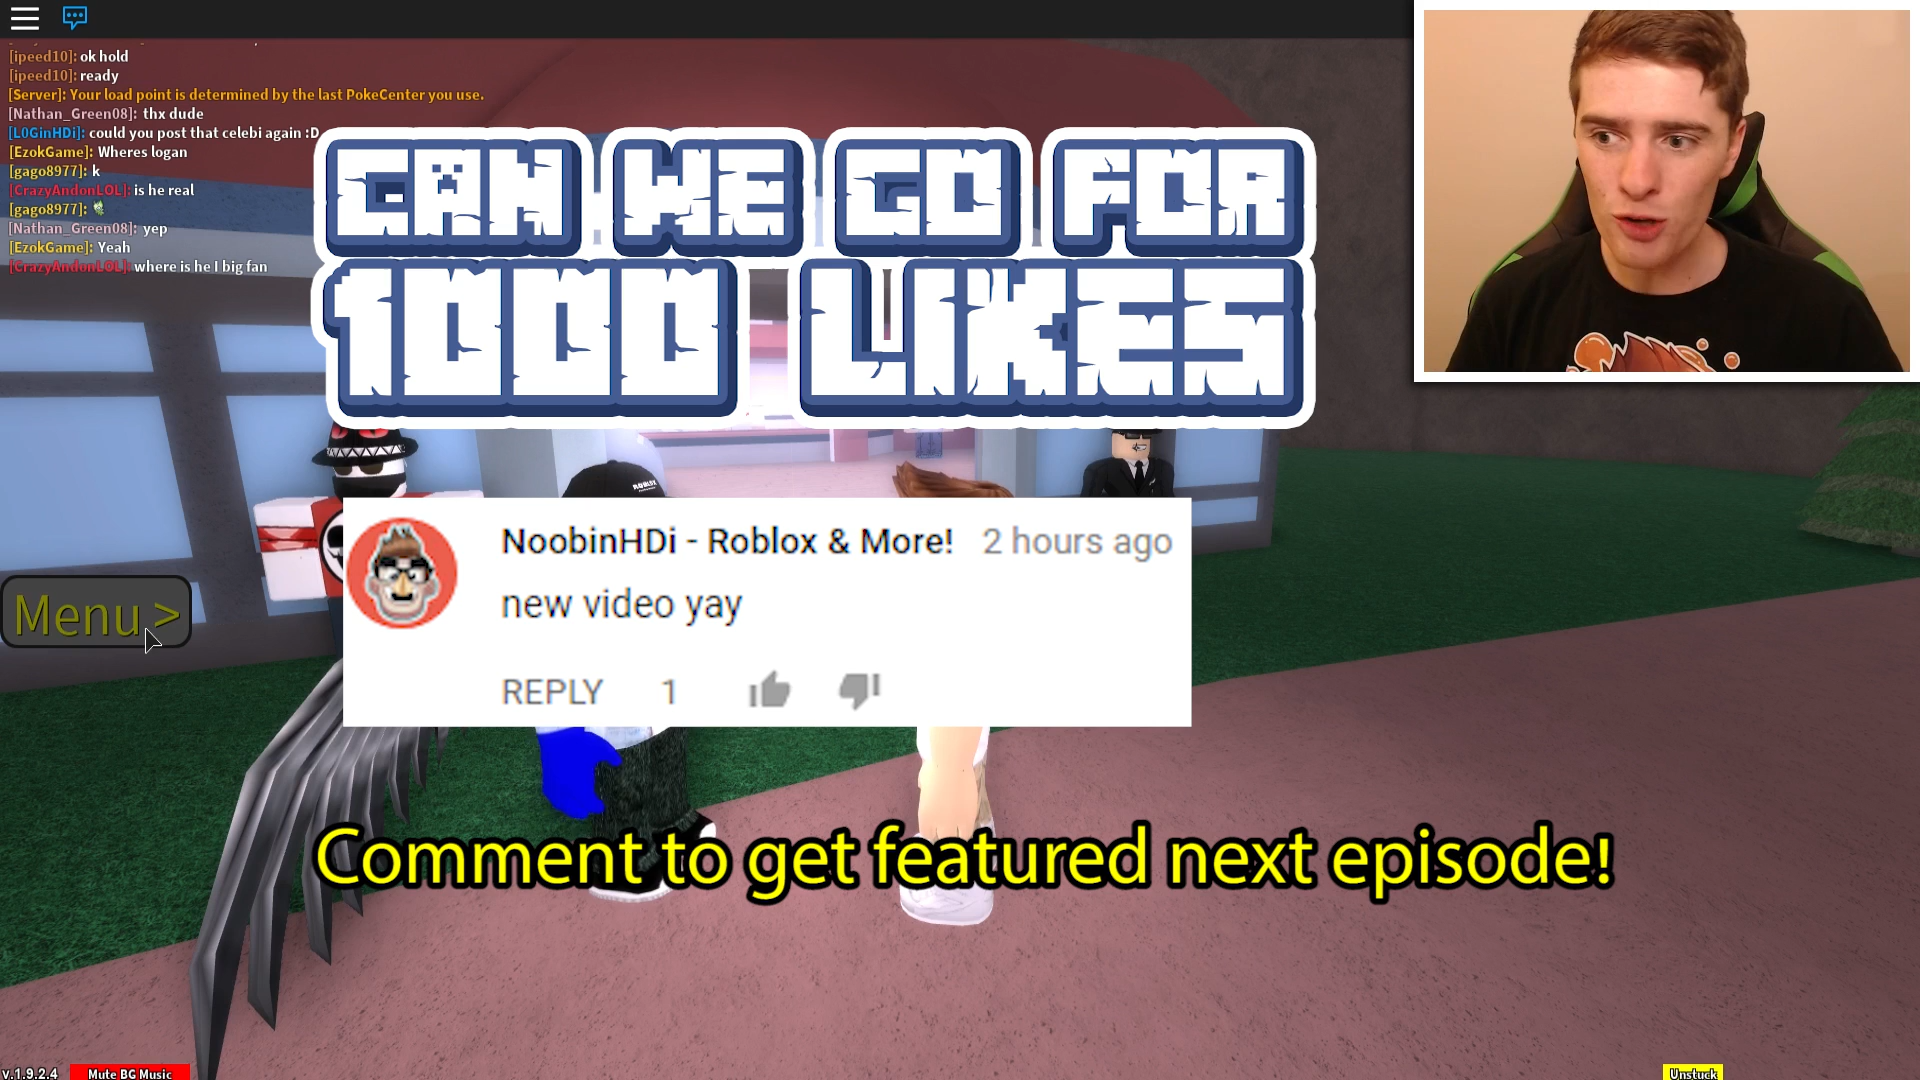 [ipeed10]: ok hold
[ipeed10]: ready
[Server]: Your load point is determined by the last PokeCenter you use.
[Nathan_Green08]: thx dude
[L0GinHDi]: could you post that celebi again :D
[EzokGame]: Wheres logan
[gago8977]: k
[CrazyAndonLOL]: is he real
[gago8977]:
[Nathan_Green08]: yep
[EzokGame]: Yeah
[CrazyAndonLOL]: where is he I big fan
CAN WE GO FOR
1000 LIKES
ROBLOX
NoobinHDi - Roblox & More! 2 hours ago
new video yay
REPLY 1
Menu >
Comment to get featured next episode!
v.1.9.2.4 Mute BG Music
Unstuck